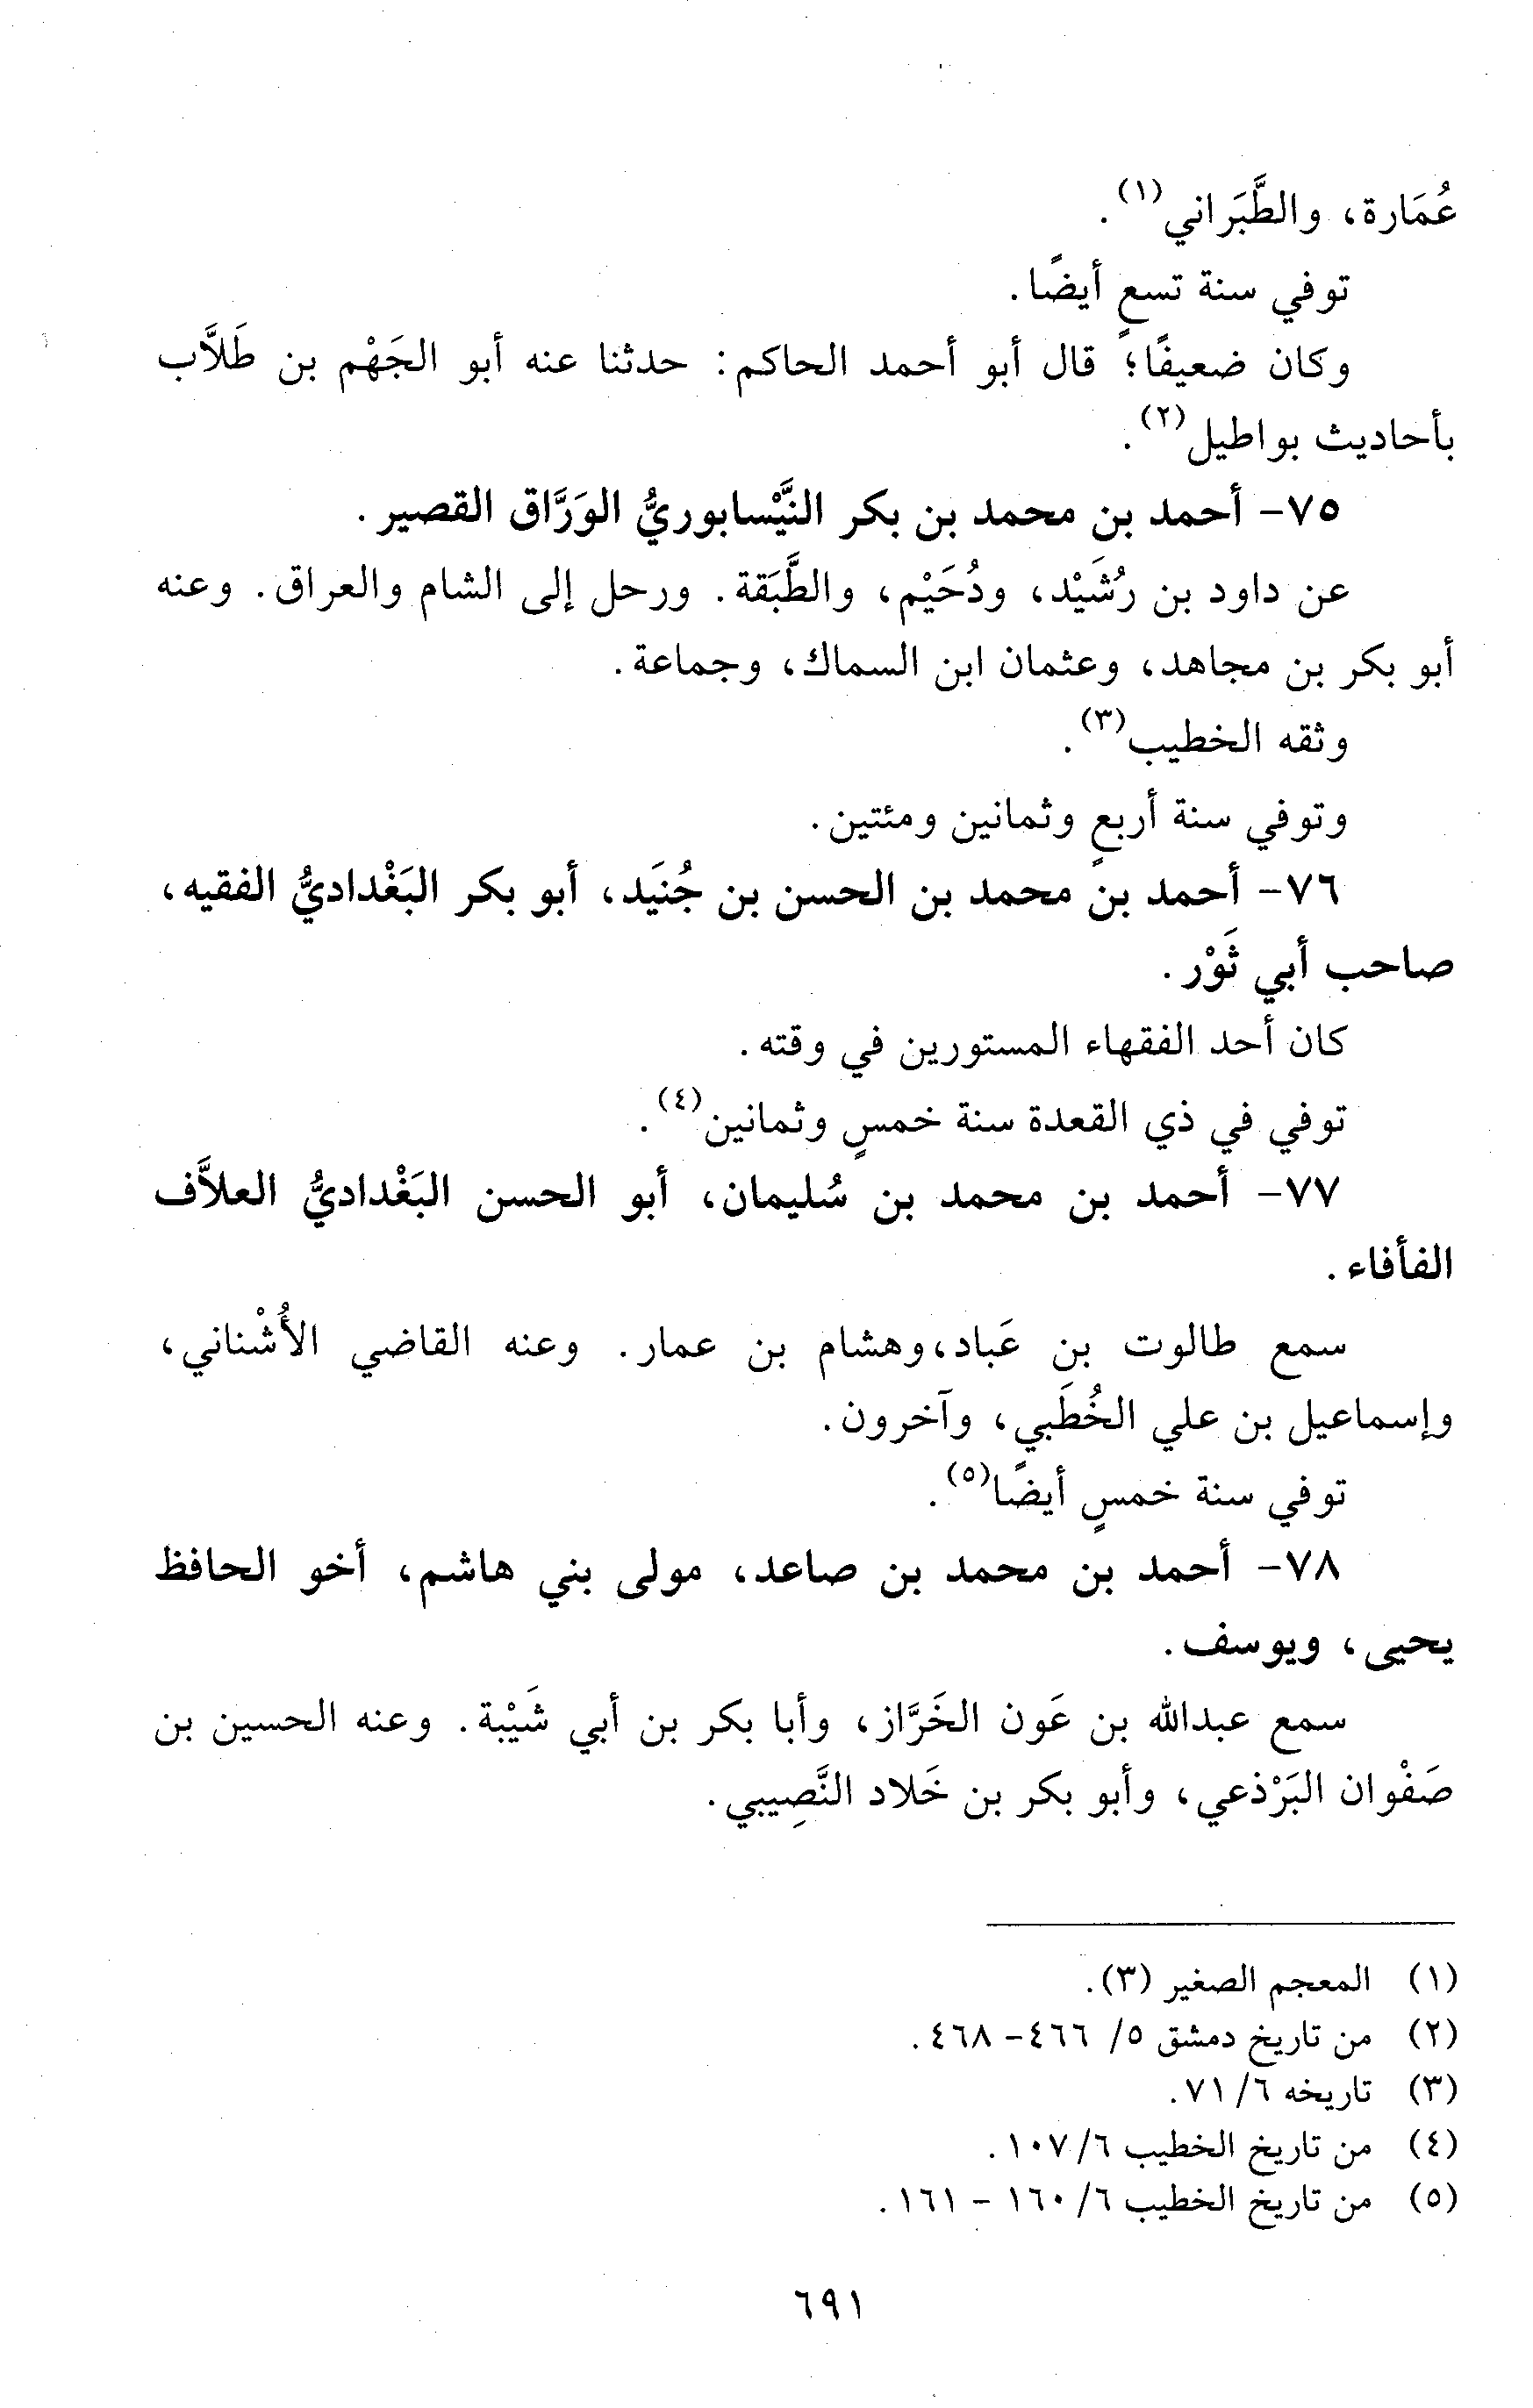 عُمَارة، والطَّبَراني(١).
توفي سنة تسعٍ أيضًا.
وكان ضعيفًا؛ قال أبو أحمد الحاكم: حدثنا عنه أبو الجَهْم بن طَلاَّب
بأحاديث بواطيل(٢).
٧٥- أحمد بن محمد بن بكر النَّيْسابوريُّ الوَرَّاق القصير.
عن داود بن رُشَيْد، ودُحَيْم، والطَّبَقة. ورحل إلى الشام والعراق. وعنه
أبو بكر بن مجاهد، وعثمان ابن السماك، وجماعة.
وثقه الخطيب(٣).
وتوفي سنة أربعٍ وثمانين ومئتين.
٧٦- أحمد بن محمد بن الحسن بن جُنَيد، أبو بكر البَغْداديُّ الفقيه،
صاحب أبي ثَوْر.
كان أحد الفقهاء المستورين في وقته.
توفي في ذي القعدة سنة خمسٍ وثمانين(٤).
٧٧- أحمد بن محمد بن سُليمان، أبو الحسن البَغْداديُّ العلاَّف
الفأفاء.
سمع طالوت بن عَباد،وهشام بن عمار. وعنه القاضي الأُشْناني،
وإسماعيل بن علي الخُطَبي، وآخرون.
توفي سنة خمسٍ أيضًا(٥).
٧٨- أحمد بن محمد بن صاعد، مولى بني هاشم، أخو الحافظ
يحيى، ويوسف.
سمع عبدالله بن عَون الخَرَّاز، وأبا بكر بن أبي شَيْبة. وعنه الحسين بن
صَفْوان البَرْذعي، وأبو بكر بن خَلاد النَّصِيبي.
(١) المعجم الصغير (٣).
(٢) من تاريخ دمشق ٥/ ٤٦٦- ٤٦٨.
(٣) تاريخه ٦/ ٧١.
(٤) من تاريخ الخطيب ٦/ ١٠٧.
(٥) من تاريخ الخطيب ٦/ ١٦٠ - ١٦١.
٦٩١